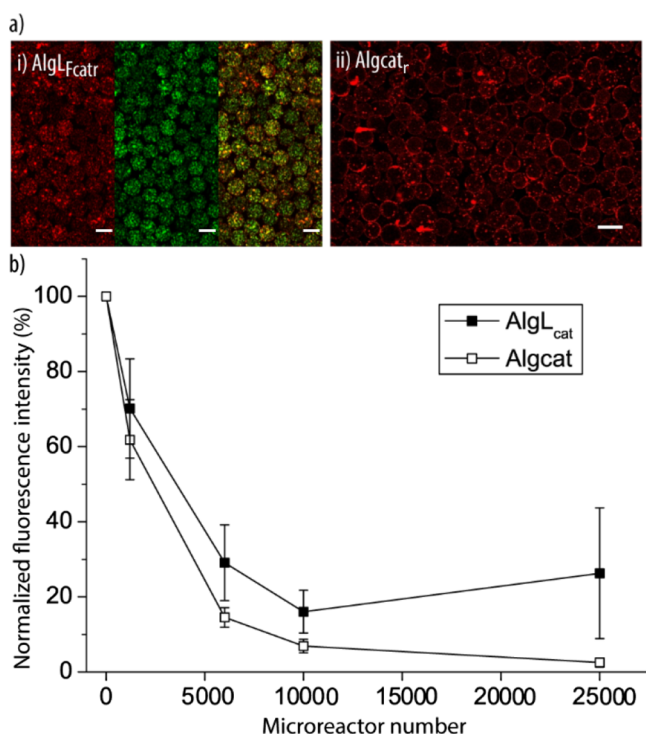 a)
i) AlgL_Fcatr
ii) Algcat_r
b)
Normalized fluorescence intensity (%)
100
80
60
40
20
0
AlgL_cat
Algcat
0 5000 10000 15000 20000 25000
Microreactor number